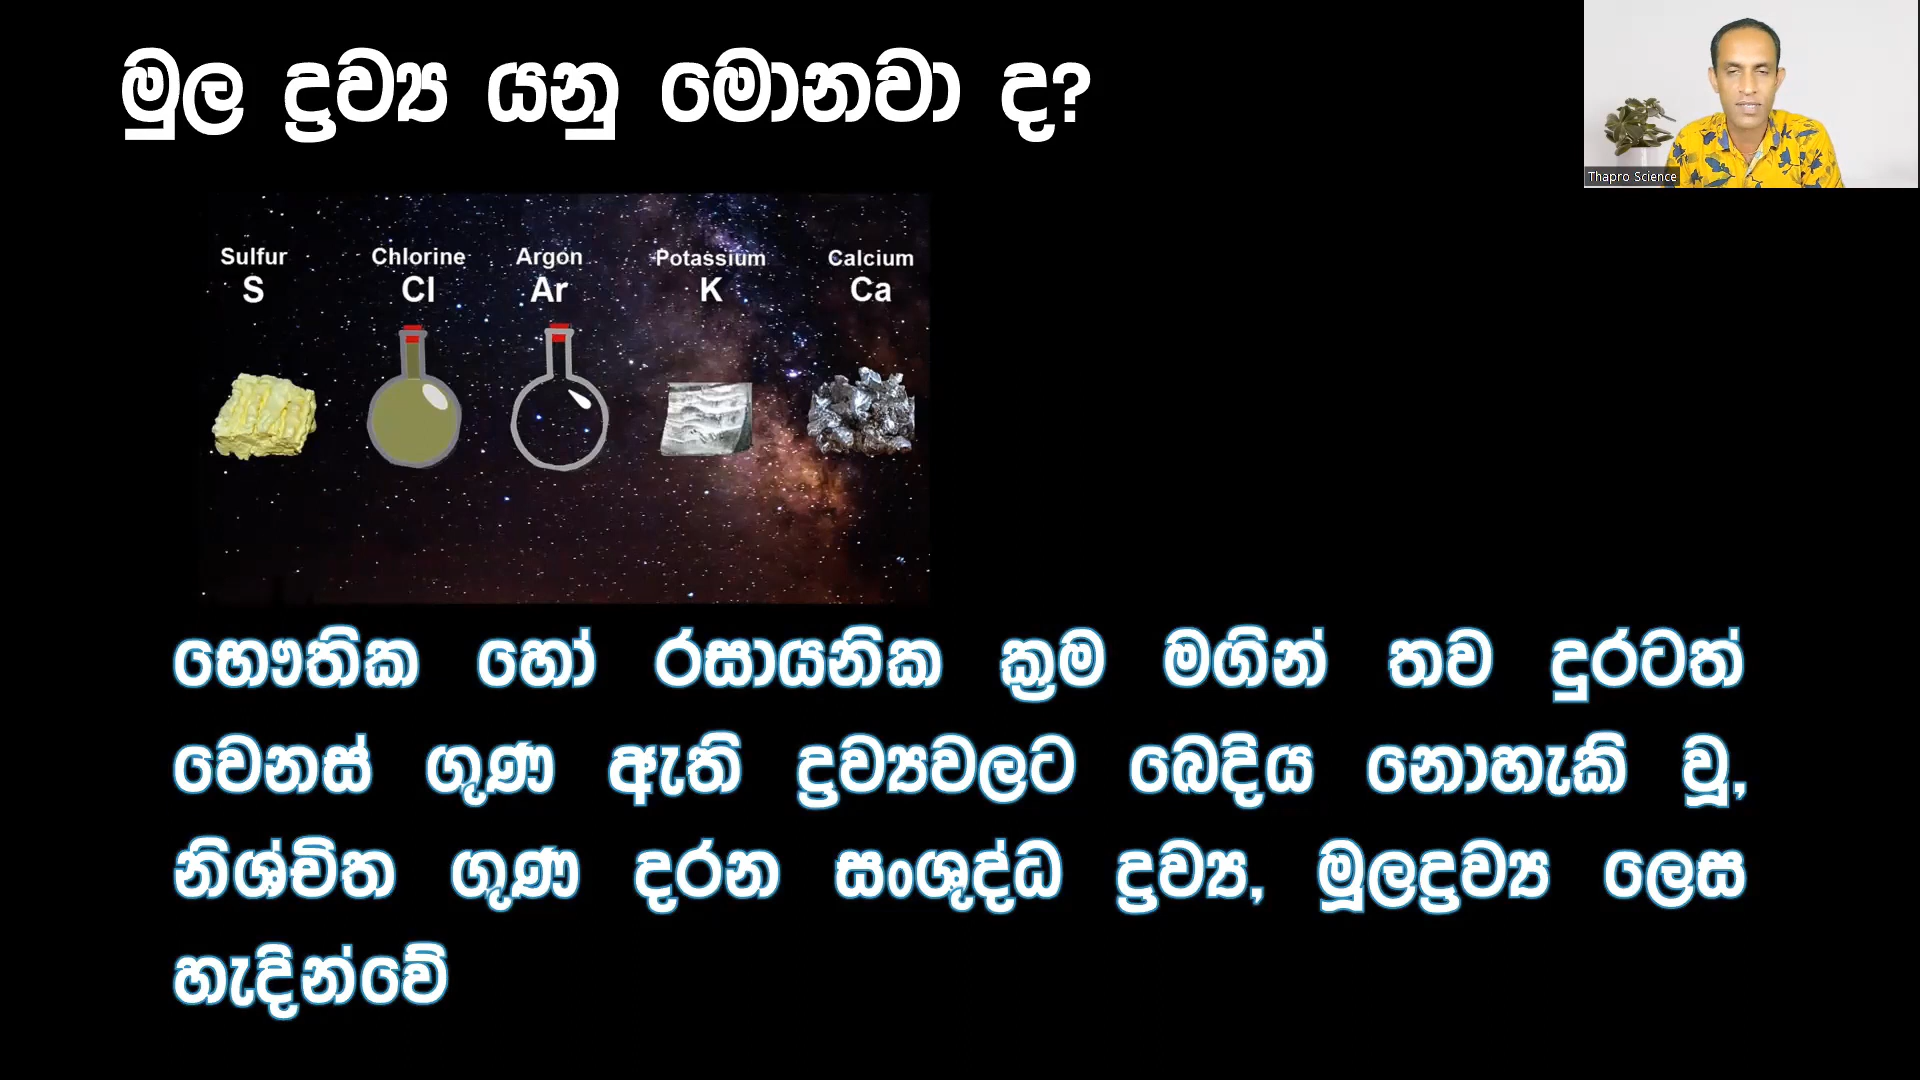 මුල ද්‍රව්‍ය යනු මොනවා ද?
Thapro Science
Sulfur Chlorine Argon Potassium Calcium
S Cl Ar K Ca
භෞතික හෝ රසායනික ක්‍රම මගින් තව දුරටත්
වෙනස් ගුණ ඇති ද්‍රව්‍යවලට බෙදිය නොහැකි වූ,
නිශ්චිත ගුණ දරන සංශුද්ධ ද්‍රව්‍ය, මූලද්‍රව්‍ය ලෙස
හැඳින්වේ